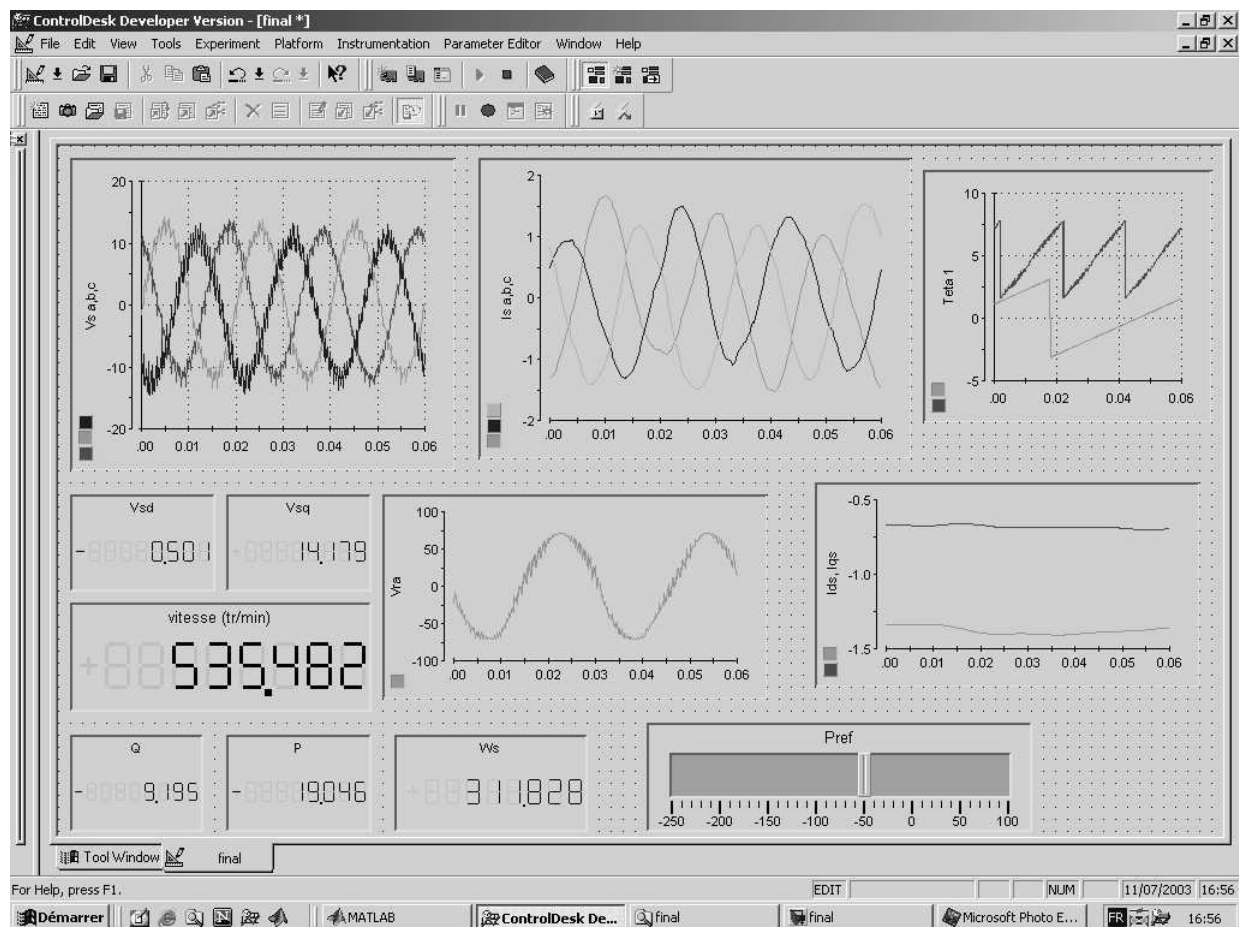 ControlDesk Developer Version - [final *]
File Edit View Tools Experiment Platform Instrumentation Parameter Editor Window Help
Vs a,b,c
20
10
0
-10
-20
.00 0.01 0.02 0.03 0.04 0.05 0.06
Is a,b,c
2
1
0
-1
-2
.00 0.01 0.02 0.03 0.04 0.05 0.06
Teta 1
10
5
0
-5
.00 0.02 0.04 0.06
Vsd
-0.501
Vsq
14.179
vitesse (tr/min)
+535.482
Vra
100
50
0
-50
-100
.00 0.01 0.02 0.03 0.04 0.05 0.06
Ids, Iqs
-0.5
-1.0
-1.5
.00 0.01 0.02 0.03 0.04 0.05 0.06
Q
-9.195
P
-19.046
Ws
+311.828
Pref
-250 -200 -150 -100 -50 0 50 100
Tool Window final
For Help, press F1.
EDIT NUM 11/07/2003 16:56
Démarrer MATLAB ControlDesk De... final final Microsoft Photo E... FR 16:56